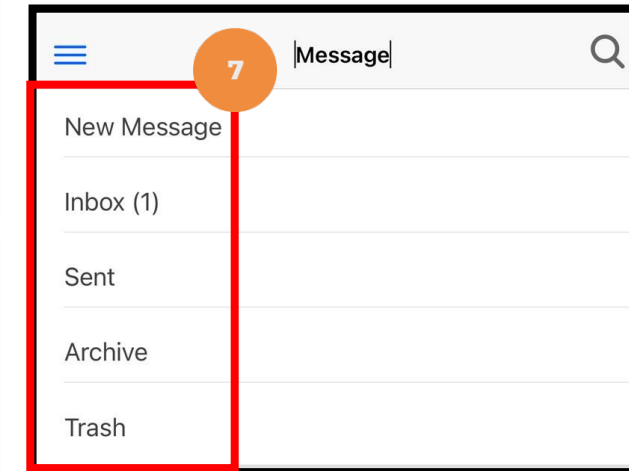 7
Message
New Message
Inbox (1)
Sent
Archive
Trash